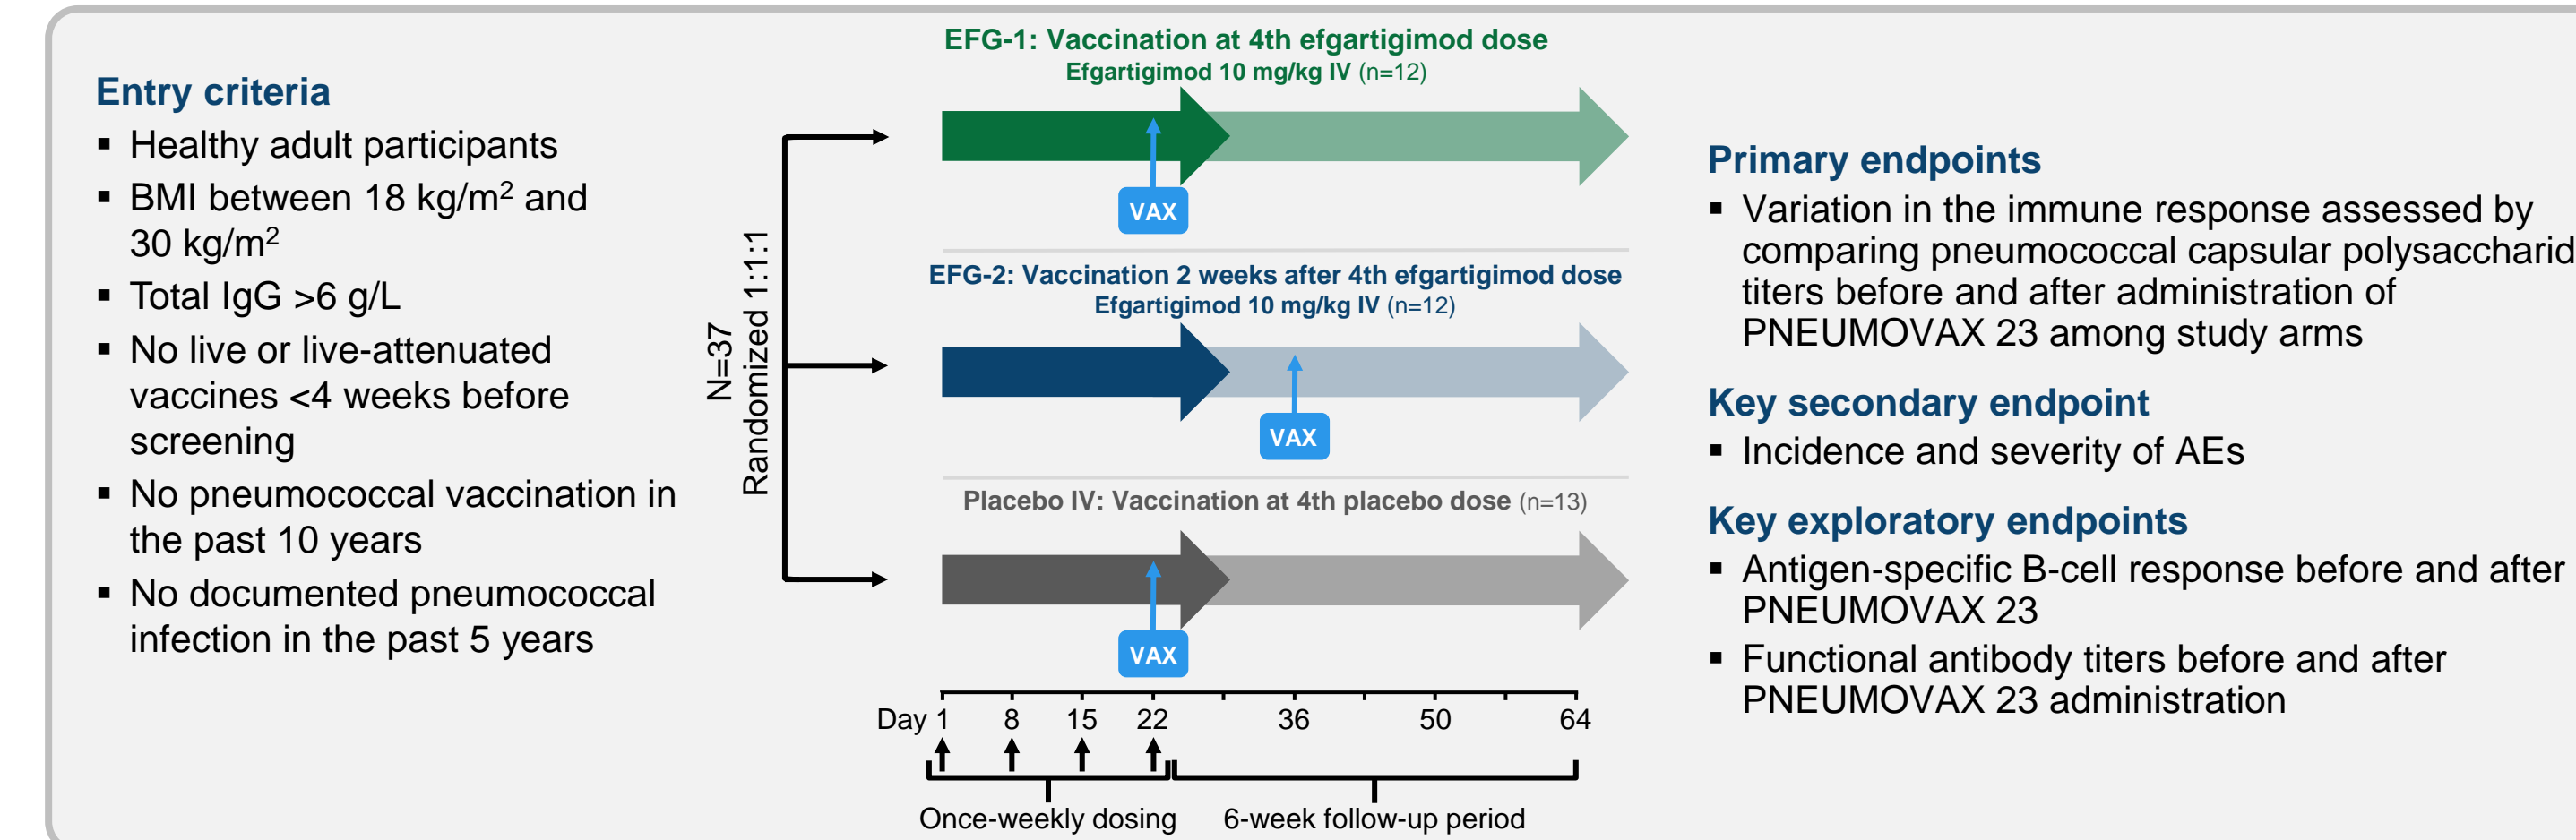 Entry criteria
▪ Healthy adult participants
▪ BMI between 18 kg/m² and
30 kg/m²
▪ Total IgG >6 g/L
▪ No live or live-attenuated
vaccines <4 weeks before
screening
▪ No pneumococcal vaccination in
the past 10 years
▪ No documented pneumococcal
infection in the past 5 years
N=37
Randomized 1:1:1
EFG-1: Vaccination at 4th efgartigimod dose
Efgartigimod 10 mg/kg IV (n=12)
VAX
EFG-2: Vaccination 2 weeks after 4th efgartigimod dose
Efgartigimod 10 mg/kg IV (n=12)
VAX
Placebo IV: Vaccination at 4th placebo dose (n=13)
VAX
Day 1 8 15 22 36 50 64
Once-weekly dosing 6-week follow-up period
Primary endpoints
▪ Variation in the immune response assessed by
comparing pneumococcal capsular polysaccharid
titers before and after administration of
PNEUMOVAX 23 among study arms
Key secondary endpoint
▪ Incidence and severity of AEs
Key exploratory endpoints
▪ Antigen-specific B-cell response before and after
PNEUMOVAX 23
▪ Functional antibody titers before and after
PNEUMOVAX 23 administration